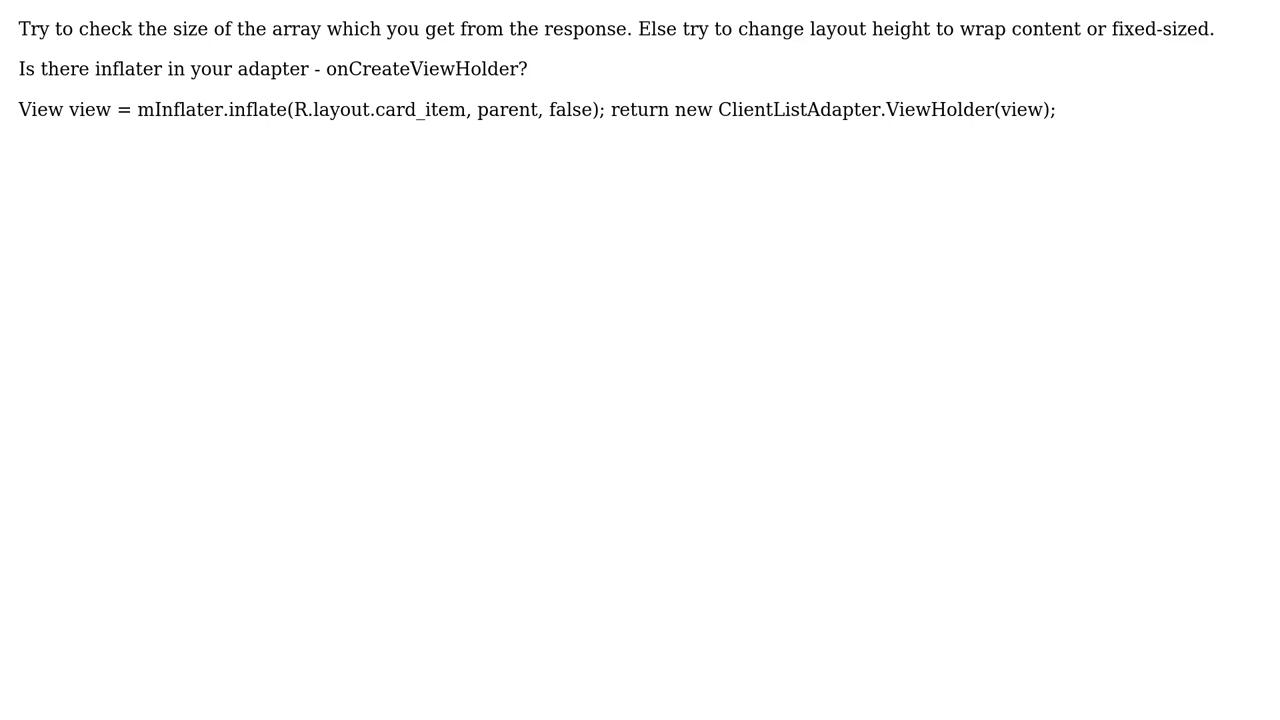 Try to check the size of the array which you get from the response. Else try to change layout height to wrap content or fixed-sized.
Is there inflater in your adapter - onCreateViewHolder?
View view = mInflater.inflate(R.layout.card_item, parent, false); return new ClientListAdapter.ViewHolder(view);